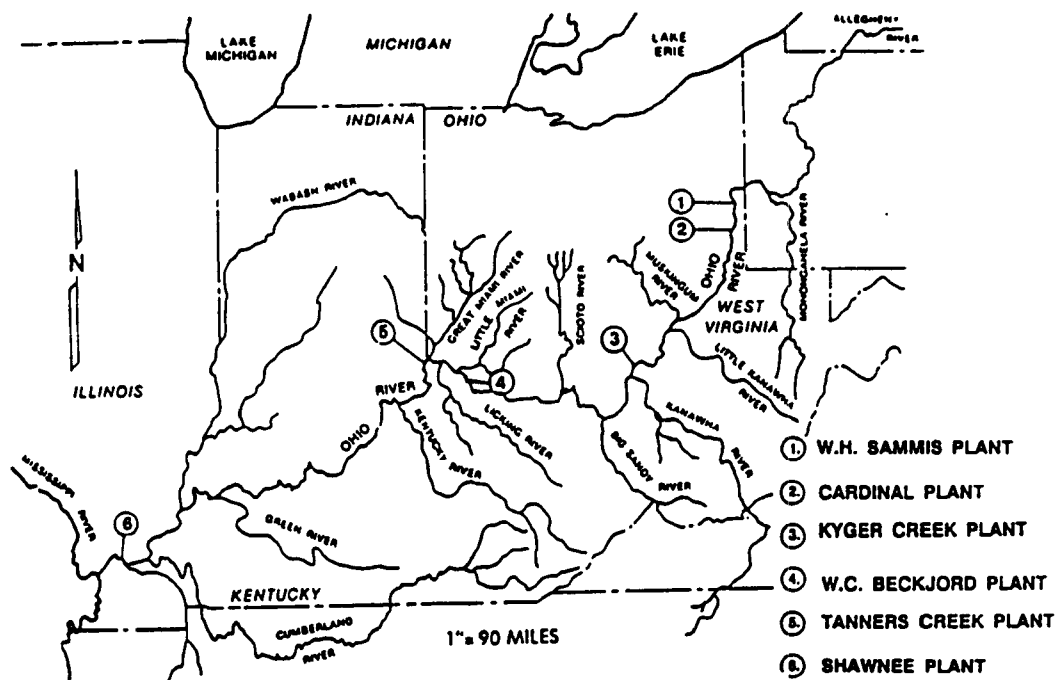 ALLEGHENY
RIVER
LAKE
MICHIGAN
MICHIGAN
LAKE
ERIE
INDIANA
OHIO
WABASH RIVER
N
MUSKINGUM
RIVER
OHIO
RIVER
MONONGAHELA RIVER
1
2
GREAT MIAMI RIVER
LITTLE MIAMI
RIVER
SCIOTO RIVER
WEST
VIRGINIA
5
3
4
ILLINOIS
LITTLE KANAWHA
RIVER
OHIO
RIVER
KENTUCKY RIVER
LICKING RIVER
BIG SANDY
RIVER
KANAWHA
RIVER
MISSISSIPPI
RIVER
6
GREEN RIVER
KENTUCKY
CUMBERLAND
RIVER
1"= 90 MILES
1. W.H. SAMMIS PLANT
2. CARDINAL PLANT
3. KYGER CREEK PLANT
4. W.C. BECKJORD PLANT
5. TANNERS CREEK PLANT
6. SHAWNEE PLANT